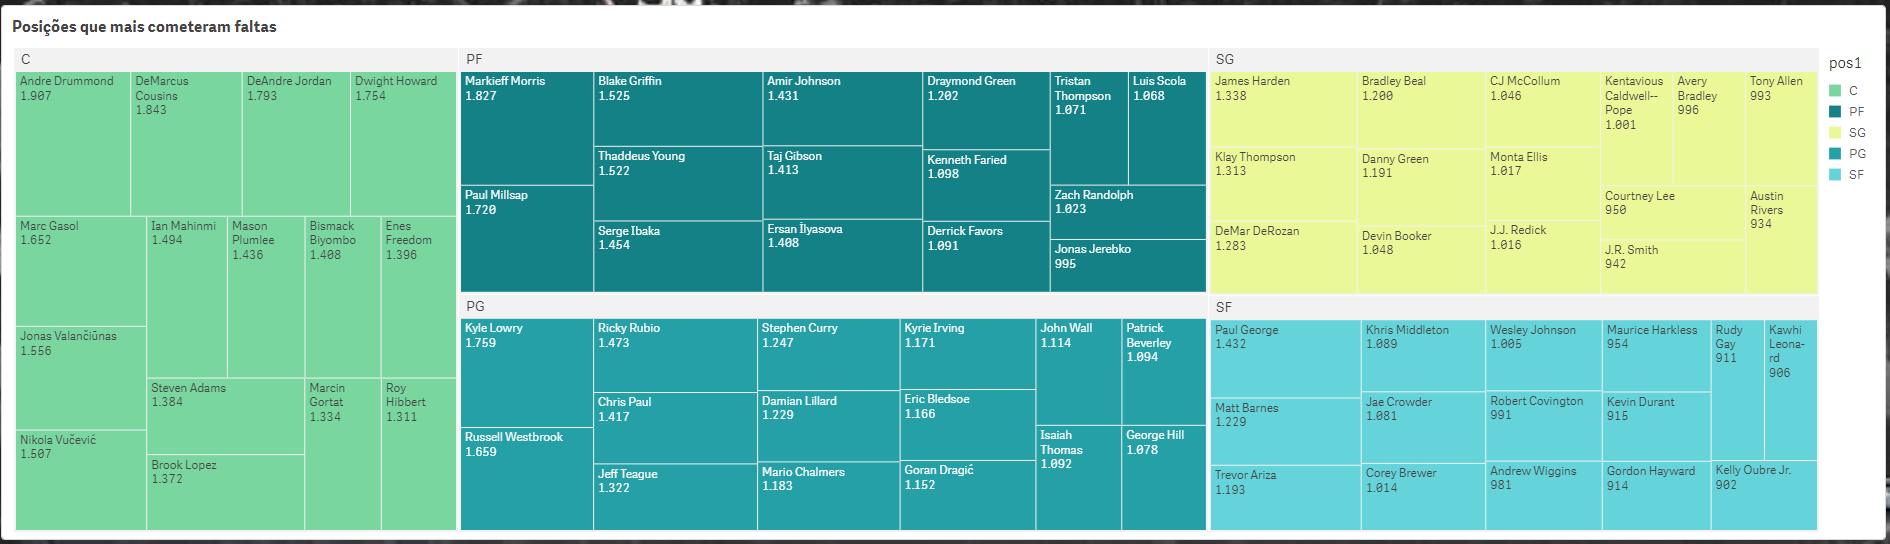 Posições que mais cometeram faltas
C
Andre Drummond
1.907
DeMarcus
Cousins
1.843
DeAndre Jordan
1.793
Dwight Howard
1.754
Marc Gasol
1.652
Jonas Valančiūnas
1.556
Nikola Vučević
1.507
Ian Mahinmi
1.494
Mason
Plumlee
1.436
Bismack
Biyombo
1.408
Enes
Freedom
1.396
Steven Adams
1.384
Brook Lopez
1.372
Marcin
Gortat
1.334
Roy
Hibbert
1.311
PF
Markieff Morris
1.827
Paul Millsap
1.720
Blake Griffin
1.525
Thaddeus Young
1.522
Serge Ibaka
1.454
Amir Johnson
1.431
Taj Gibson
1.413
Ersan İlyasova
1.408
Draymond Green
1.202
Kenneth Faried
1.098
Derrick Favors
1.091
Tristan
Thompson
1.071
Luis Scola
1.068
Zach Randolph
1.023
Jonas Jerebko
995
PG
Kyle Lowry
1.759
Russell Westbrook
1.659
Ricky Rubio
1.473
Chris Paul
1.417
Jeff Teague
1.322
Stephen Curry
1.247
Damian Lillard
1.229
Mario Chalmers
1.183
Kyrie Irving
1.171
Eric Bledsoe
1.166
Goran Dragić
1.152
John Wall
1.114
Patrick
Beverley
1.094
Isaiah
Thomas
1.092
George Hill
1.078
SG
James Harden
1.338
Klay Thompson
1.313
DeMar DeRozan
1.283
Bradley Beal
1.200
Danny Green
1.191
Devin Booker
1.048
CJ McCollum
1.046
Monta Ellis
1.017
J.J. Redick
1.016
Kentavious
Caldwell-­-
Pope
1.001
Avery
Bradley
996
Tony Allen
993
Courtney Lee
950
J.R. Smith
942
Austin
Rivers
934
SF
Paul George
1.432
Matt Barnes
1.229
Trevor Ariza
1.193
Khris Middleton
1.089
Jae Crowder
1.081
Corey Brewer
1.014
Wesley Johnson
1.005
Robert Covington
991
Andrew Wiggins
981
Maurice Harkless
954
Kevin Durant
915
Gordon Hayward
914
Rudy
Gay
911
Kawhi
Leona-
rd
906
Kelly Oubre Jr.
902
pos1
C
PF
SG
PG
SF